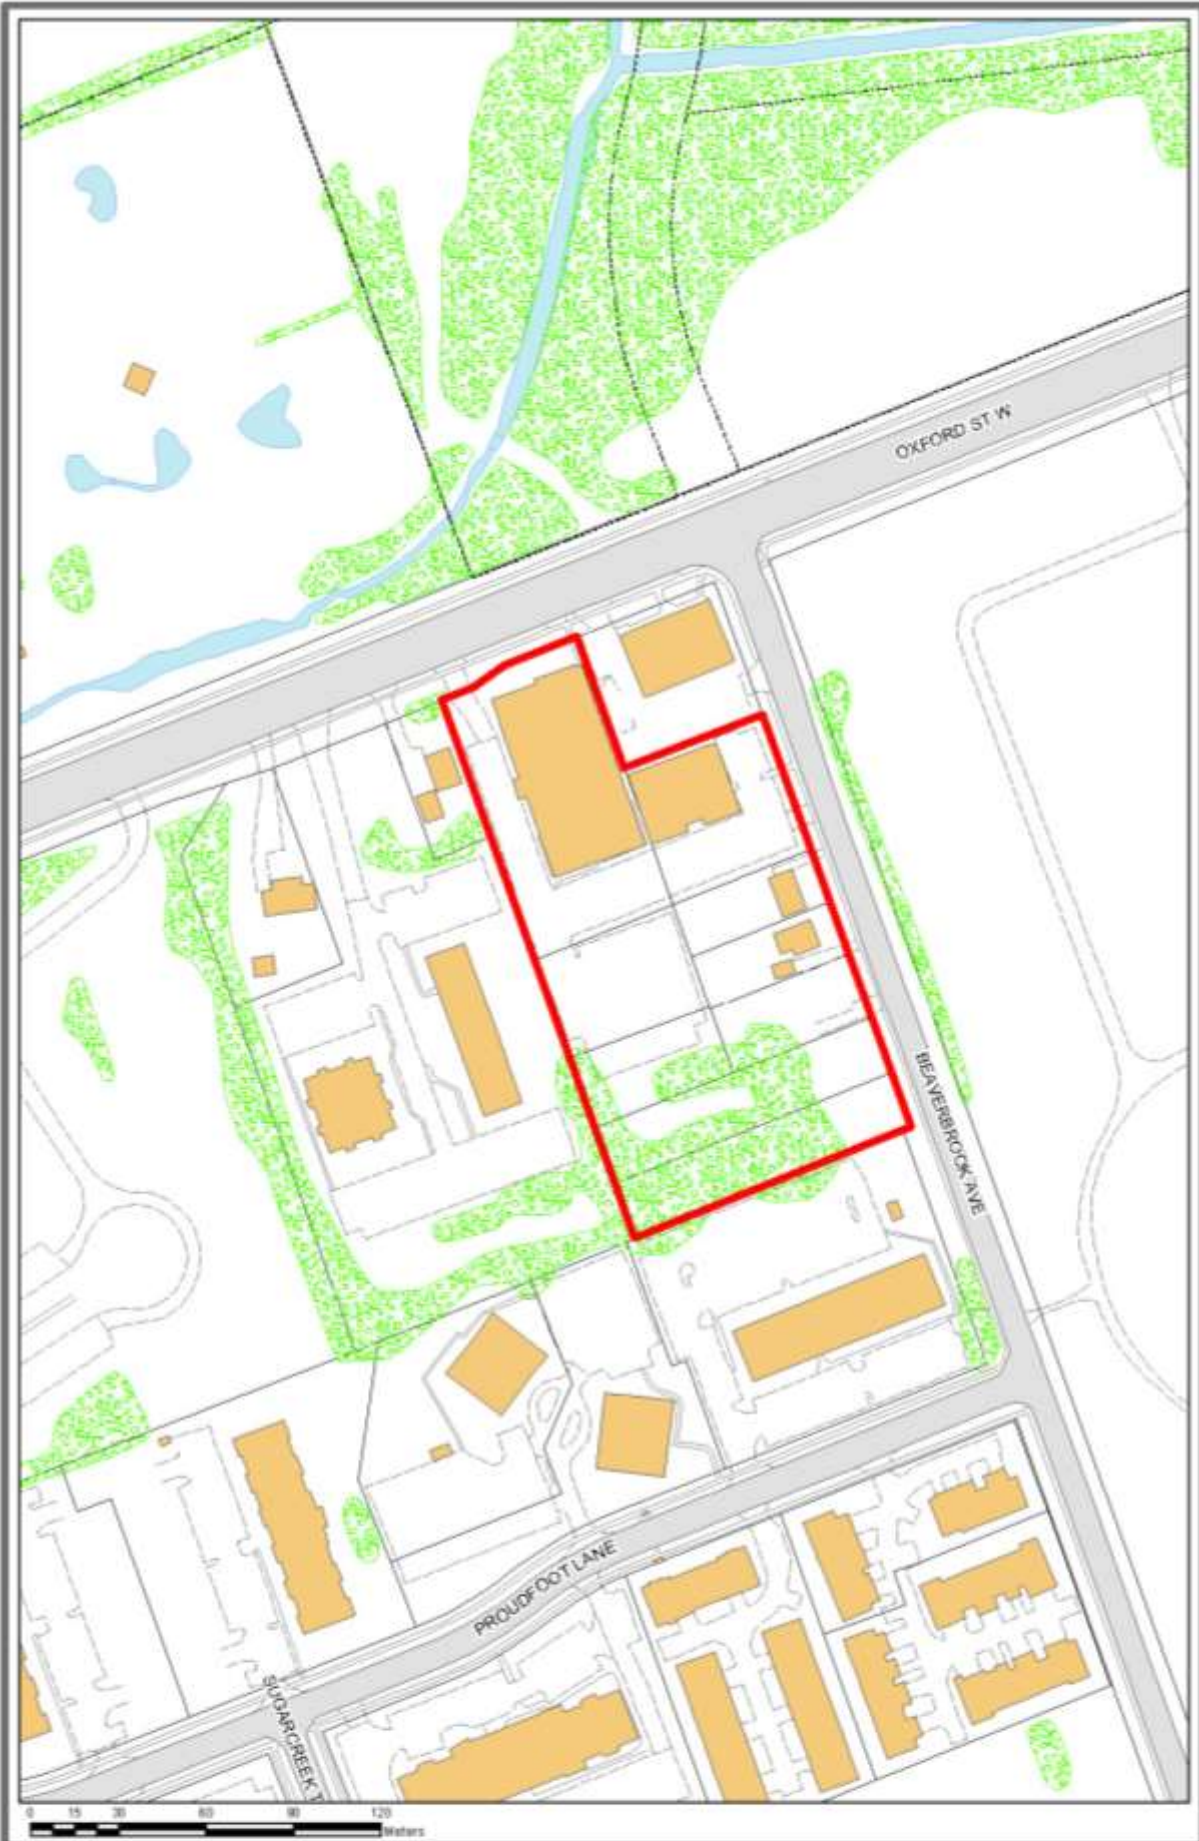 OXFORD ST W
BEAVERBROOK AVE
PROUDFOOT LANE
SUGARCREEK T
0 15 30 60 90 120
Meters